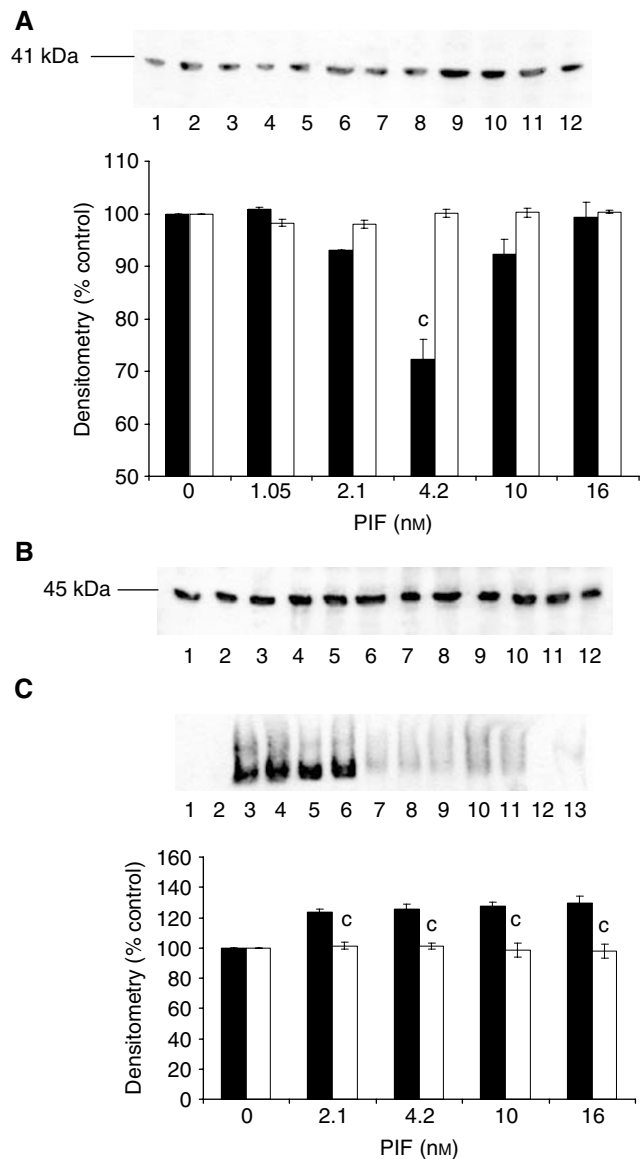 A
41 kDa
1 2 3 4 5 6 7 8 9 10 11 12
110
100
90
80
70
60
50
Densitometry (% control)
c
0 1.05 2.1 4.2 10 16
PIF (nM)
B
45 kDa
1 2 3 4 5 6 7 8 9 10 11 12
C
1 2 3 4 5 6 7 8 9 10 11 12 13
160
140
120
100
80
60
40
20
0
Densitometry (% control)
c c c c
0 2.1 4.2 10 16
PIF (nM)